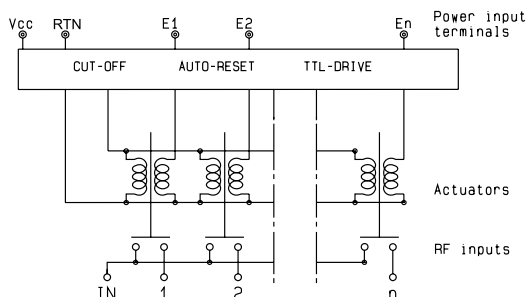 Vcc RTN E1 E2 En Power input
terminals
CUT-OFF AUTO-RESET TTL-DRIVE
Actuators
RF inputs
IN 1 2 n